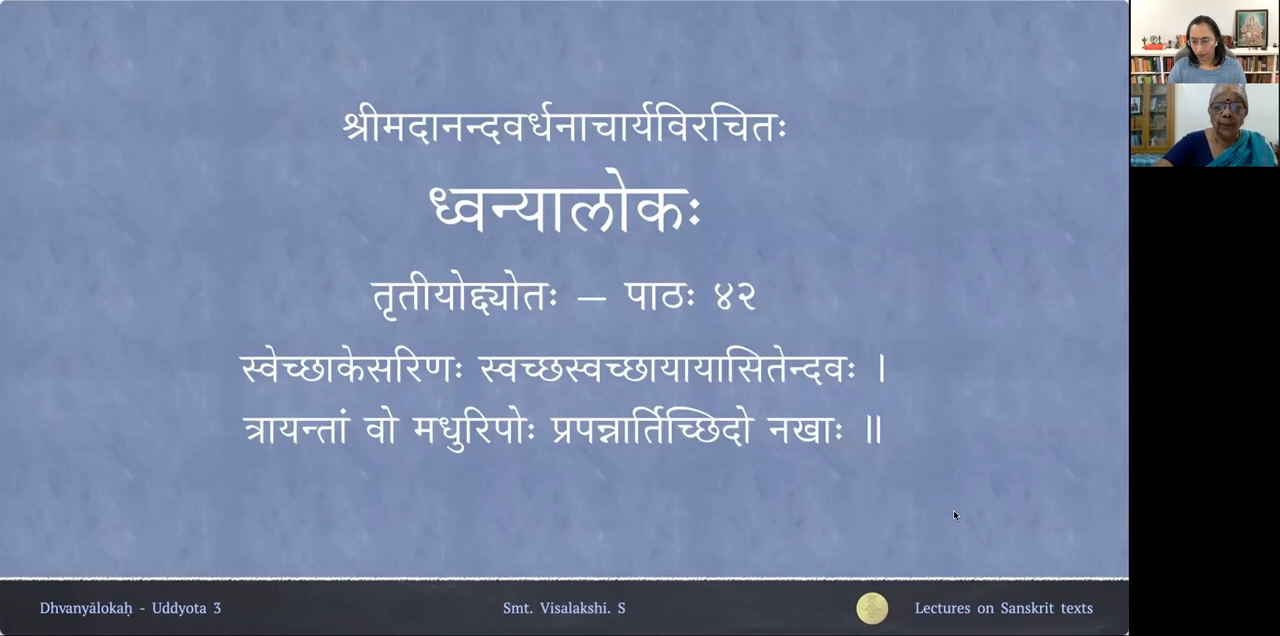 श्रीमदानन्दवर्धनाचार्यविरचितः
ध्वन्यालोकः
तृतीयोद्द्योतः – पाठः ४२
स्वेच्छाकेसरिणः स्वच्छस्वच्छायायासितेन्दवः ।
त्रायन्तां वो मधुरिपोः प्रपन्नार्तिच्छिदो नखाः ॥
Dhvanyālokaḥ - Uddyota 3
Smt. Visalakshi. S
Lectures on Sanskrit texts